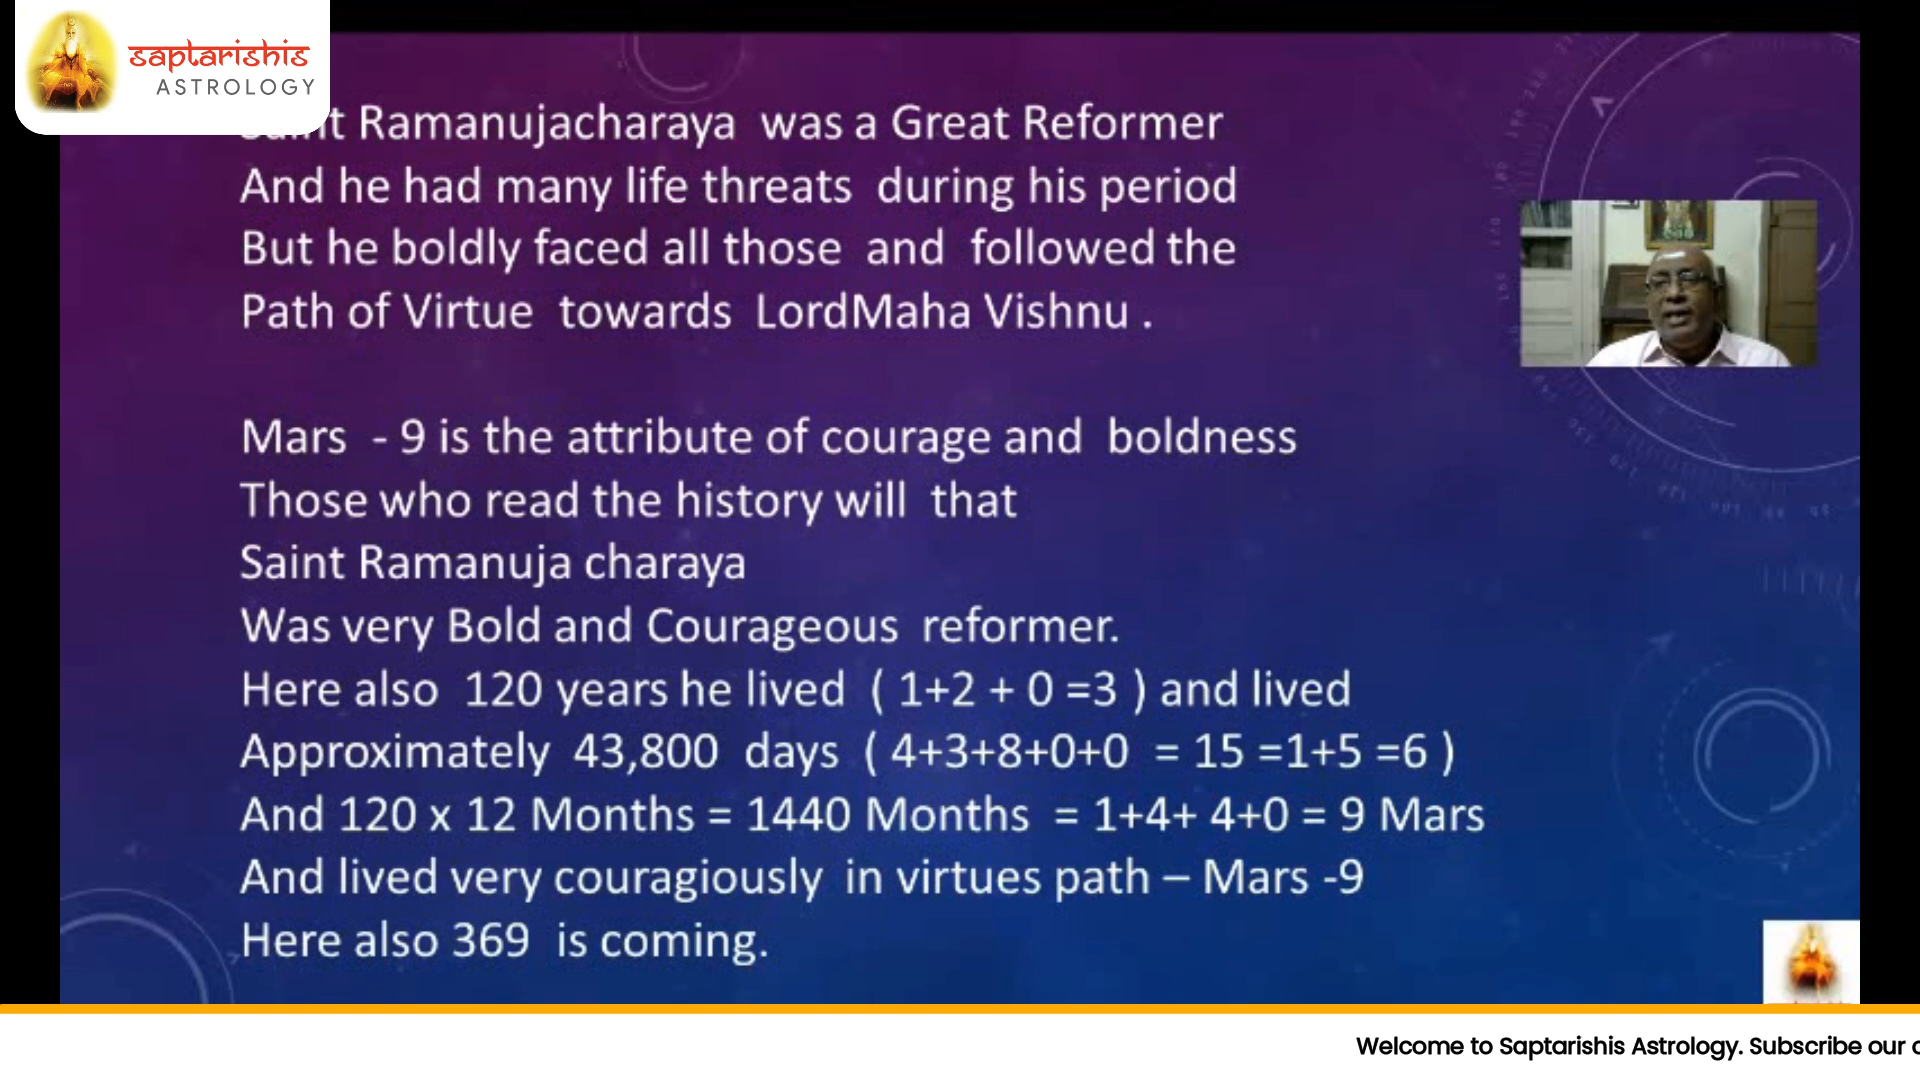 saptarishis
ASTROLOGY
Ramanujacharaya was a Great Reformer
And he had many life threats during his period
But he boldly faced all those and followed the
Path of Virtue towards LordMaha Vishnu .
Mars - 9 is the attribute of courage and boldness
Those who read the history will that
Saint Ramanuja charaya
Was very Bold and Courageous reformer.
Here also 120 years he lived ( 1+2 + 0 =3 ) and lived
Approximately 43,800 days ( 4+3+8+0+0 = 15 =1+5 =6 )
And 120 x 12 Months = 1440 Months = 1+4+ 4+0 = 9 Mars
And lived very couragiously in virtues path – Mars -9
Here also 369 is coming.
Welcome to Saptarishis Astrology. Subscribe our